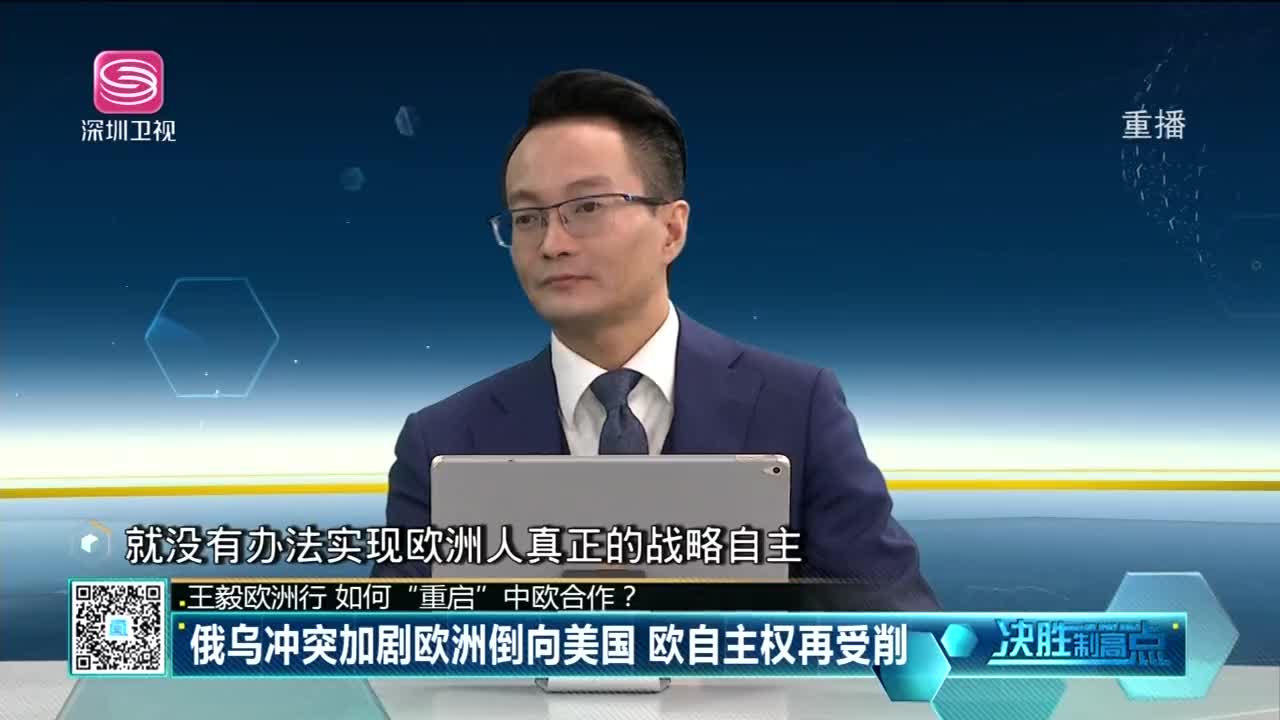 深圳卫视
重播
就没有办法实现欧洲人真正的战略自主
王毅欧洲行 如何“重启”中欧合作？
俄乌冲突加剧欧洲倒向美国 欧自主权再受削
决胜制高点